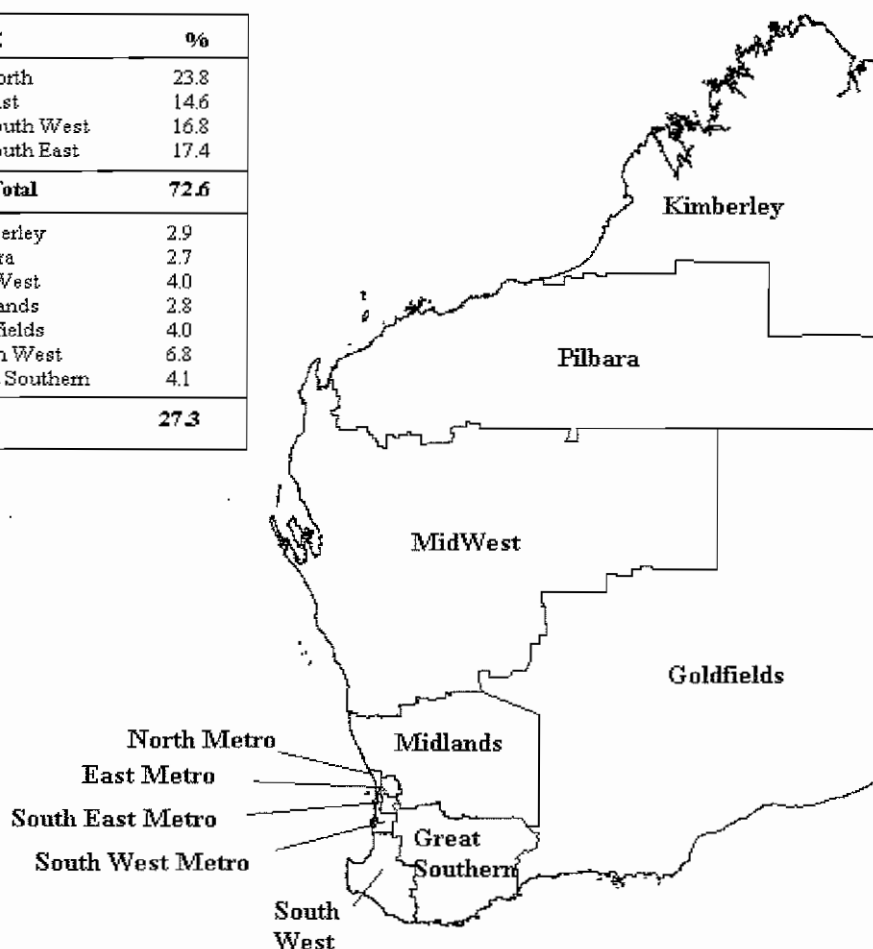 %
orth 23.8
ast 14.6
outh West 16.8
outh East 17.4
Total 72.6
erley 2.9
ra 2.7
West 4.0
ands 2.8
fields 4.0
h West 6.8
Southern 4.1
27.3
Kimberley
Pilbara
MidWest
Goldfields
Midlands
North Metro
East Metro
South East Metro
South West Metro
Great
Southern
South
West